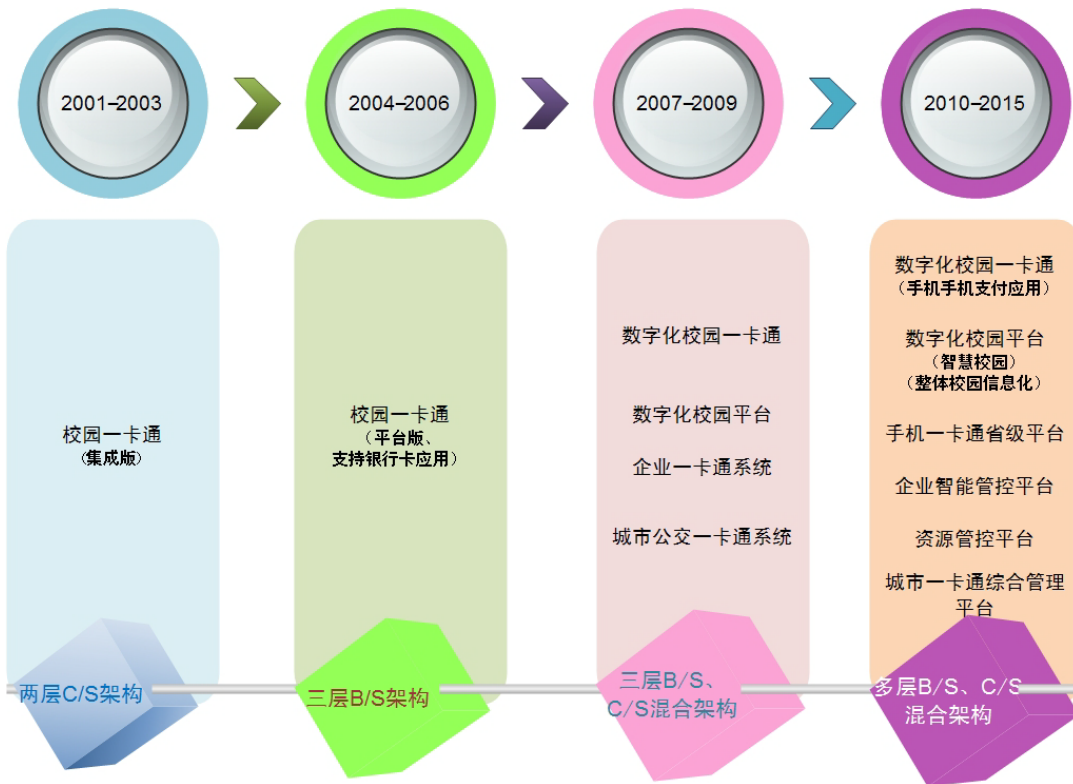 2001–2003
2004–2006
2007–2009
2010–2015
校园一卡通
（集成版）
校园一卡通
（平台版、
支持银行卡应用）
数字化校园一卡通
数字化校园平台
企业一卡通系统
城市公交一卡通系统
数字化校园一卡通
（手机手机支付应用）
数字化校园平台
（智慧校园）
（整体校园信息化）
手机一卡通省级平台
企业智能管控平台
资源管控平台
城市一卡通综合管理
平台
两层C/S架构
三层B/S架构
三层B/S、
C/S混合架构
多层B/S、C/S
混合架构